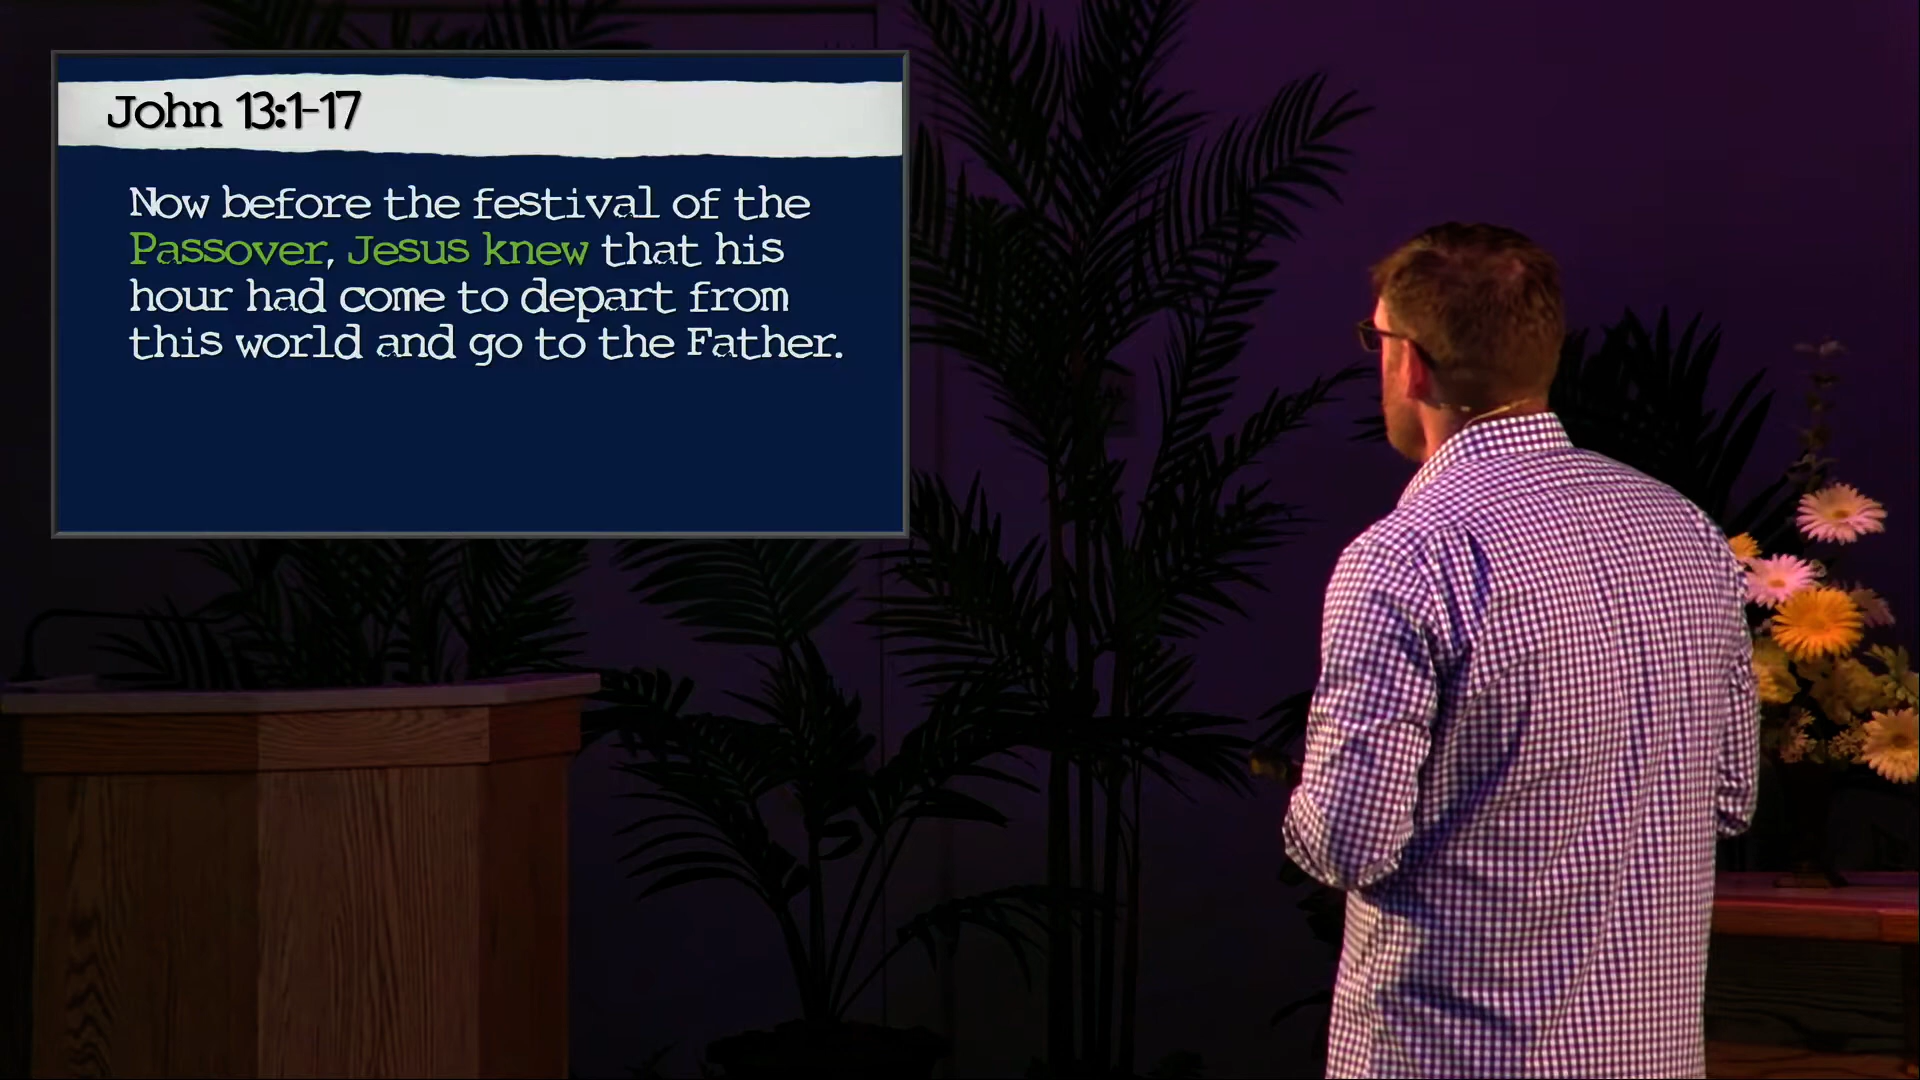 John 13:1-17
Now before the festival of the
Passover, Jesus knew that his
hour had come to depart from
this world and go to the Father.